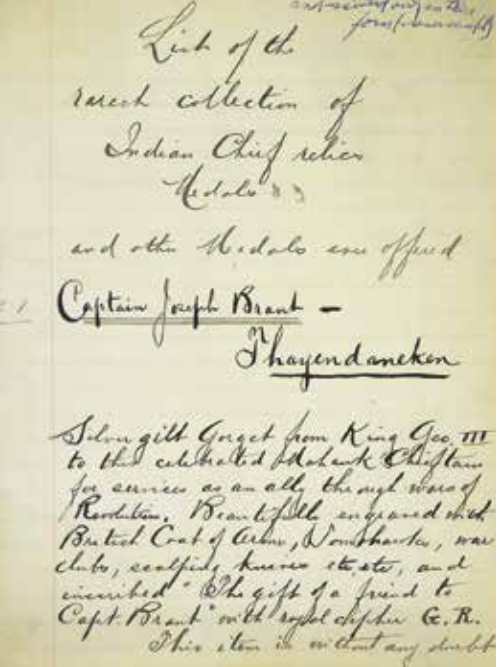 List of the
rarest collection of
Indian Chief relics
Medals
and other Medals ever offered
Captain Joseph Brant –
Thayendaneken
Silver gilt Gorget from King Geo. III
to this celebrated Mohawk Chieftain
for services as an ally through wars of
Revolution. Beautifully engraved with
British Coat of Arms, Tomahawks, war
clubs, scalping knives etc etc, and
inscribed "The gift of a friend to
Capt. Brant" with royal cipher G. R.
This item is without any doubt